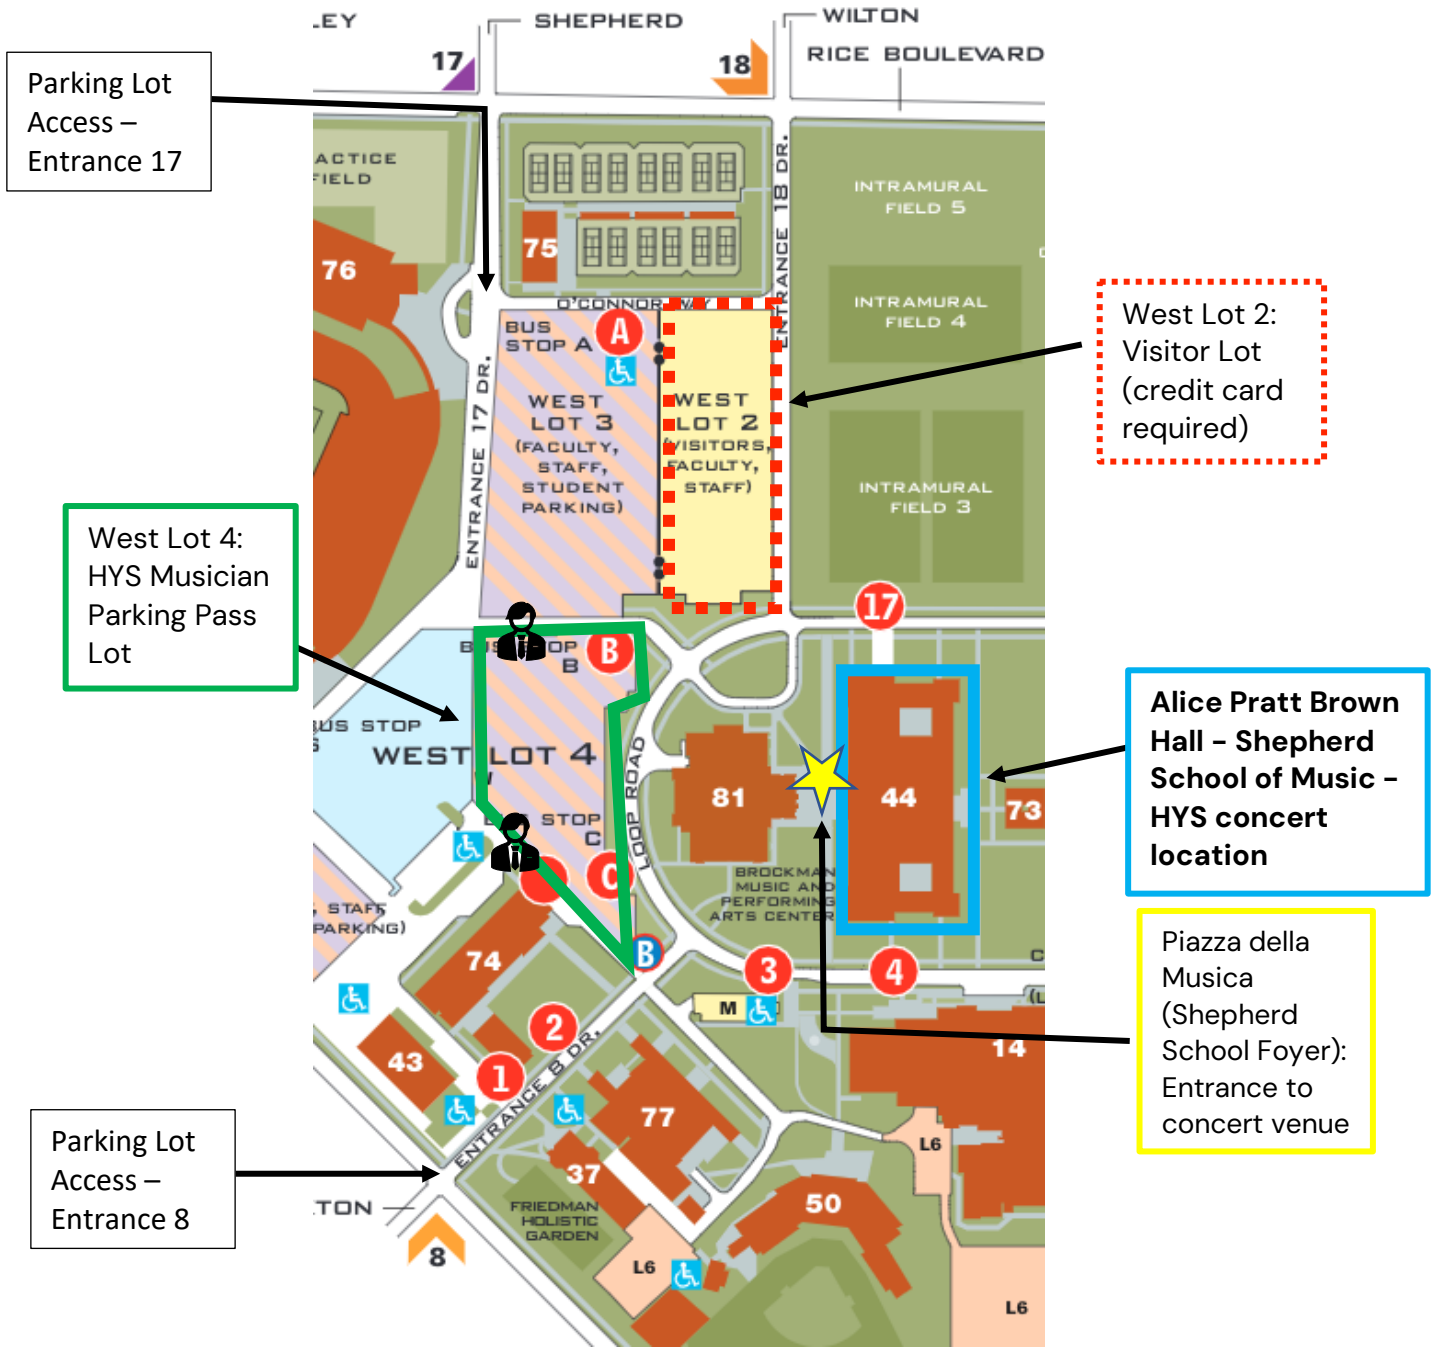 .EY
SHEPHERD
WILTON
RICE BOULEVARD
17
18
Parking Lot
Access –
Entrance 17
ACTICE
FIELD
76
75
ENTRANCE 18 DR.
INTRAMURAL
FIELD 5
O'CONNOR WAY
INTRAMURAL
FIELD 4
BUS
STOP A
A
WEST
LOT 3
(FACULTY,
STAFF,
STUDENT
PARKING)
WEST
LOT 2
(VISITORS,
FACULTY,
STAFF)
ENTRANCE 17 DR.
INTRAMURAL
FIELD 3
West Lot 2:
Visitor Lot
(credit card
required)
West Lot 4:
HYS Musician
Parking Pass
Lot
17
B
B
BUS STOP
S
WEST LOT 4
LOOP ROAD
81
44
73
Alice Pratt Brown
Hall – Shepherd
School of Music –
HYS concert
location
STOP
C
C
BROCKMAN
MUSIC AND
PERFORMING
ARTS CENTER
, STAFF,
PARKING)
74
B
3
4
C
M
(L
Piazza della
Musica
(Shepherd
School Foyer):
Entrance to
concert venue
2
43
1
14
ENTRANCE 8 DR.
77
L6
Parking Lot
Access –
Entrance 8
37
50
TON
FRIEDMAN
HOLISTIC
GARDEN
8
L6
L6